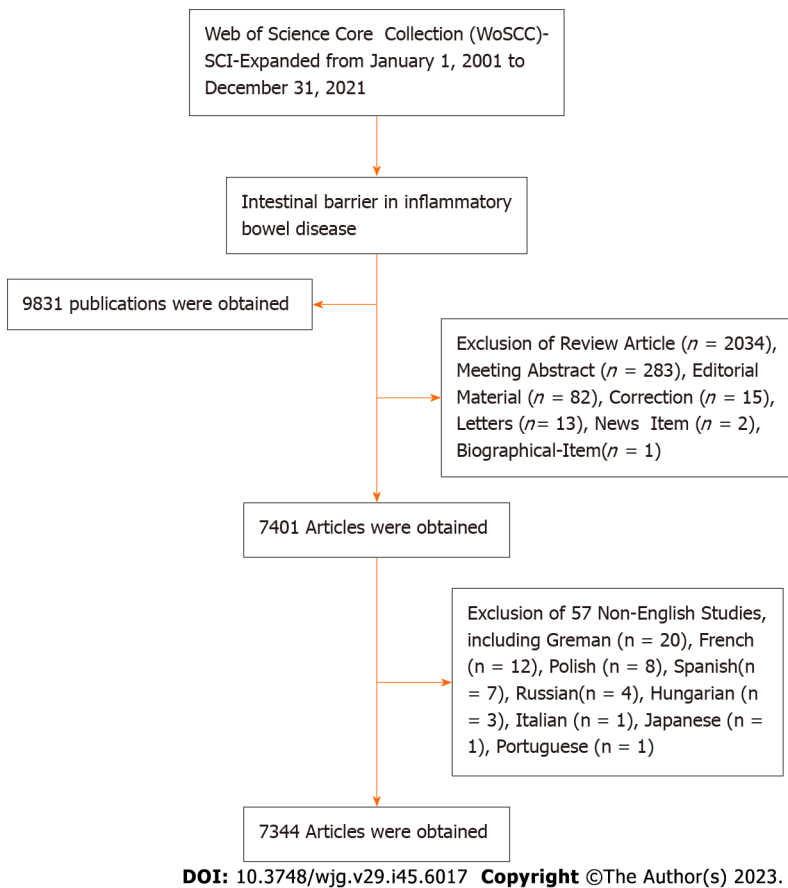 Web of Science Core Collection (WoSCC)-
SCI-Expanded from January 1, 2001 to
December 31, 2021
Intestinal barrier in inflammatory
bowel disease
9831 publications were obtained
Exclusion of Review Article (n = 2034),
Meeting Abstract (n = 283), Editorial
Material (n = 82), Correction (n = 15),
Letters (n= 13), News Item (n = 2),
Biographical-Item(n = 1)
7401 Articles were obtained
Exclusion of 57 Non-English Studies,
including Greman (n = 20), French
(n = 12), Polish (n = 8), Spanish(n
= 7), Russian(n = 4), Hungarian (n
= 3), Italian (n = 1), Japanese (n =
1), Portuguese (n = 1)
7344 Articles were obtained
DOI: 10.3748/wjg.v29.i45.6017 Copyright ©The Author(s) 2023.